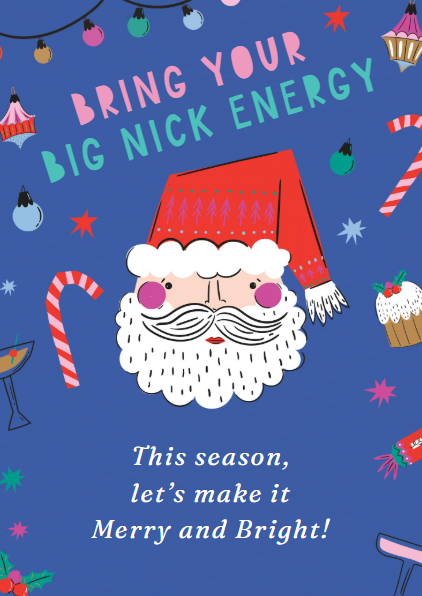 BRING YOUR
BIG NICK ENERGY
This season,
let's make it
Merry and Bright!